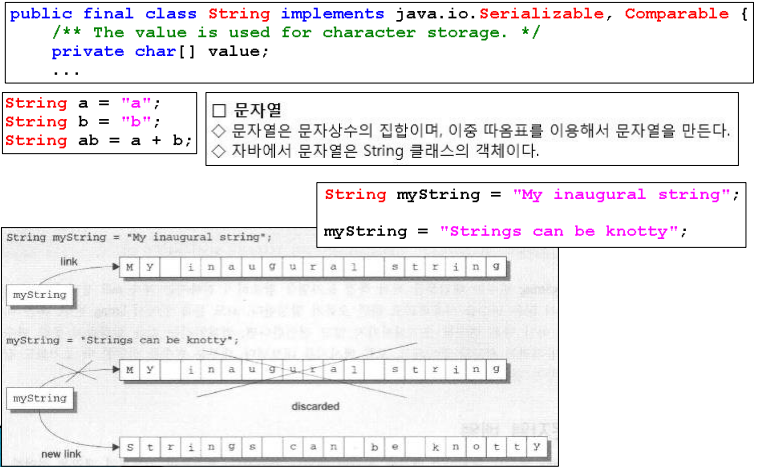 public final class String implements java.io.Serializable, Comparable {
/** The value is used for character storage. */
private char[] value;
...
String a = "a";
String b = "b";
String ab = a + b;
□ 문자열
◇ 문자열은 문자상수의 집합이며, 이중 따옴표를 이용해서 문자열을 만든다.
◇ 자바에서 문자열은 String 클래스의 객체이다.
String myString = "My inaugural string";
myString = "Strings can be knotty";
String myString = "My inaugural string";
link
M y i n a u g u r a l s t r i n g
myString
myString = "Strings can be knotty";
M y i n a u g u r a l s t r i n g
myString
discarded
new link
S t r i n g s c a n b e k n o t t y